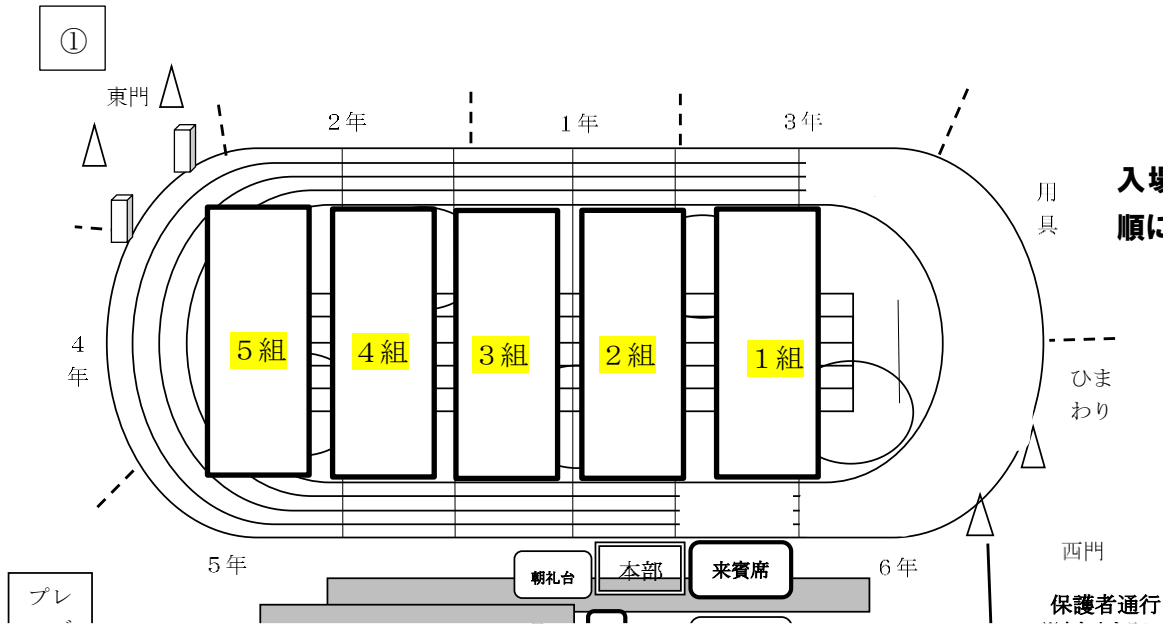 ①
東門
2年
1年
3年
用
具
入場
順に
5組
4組
3組
2組
1組
4
年
ひま
わり
5年
朝礼台
本部
来賓席
6年
西門
プレ
保護者通行